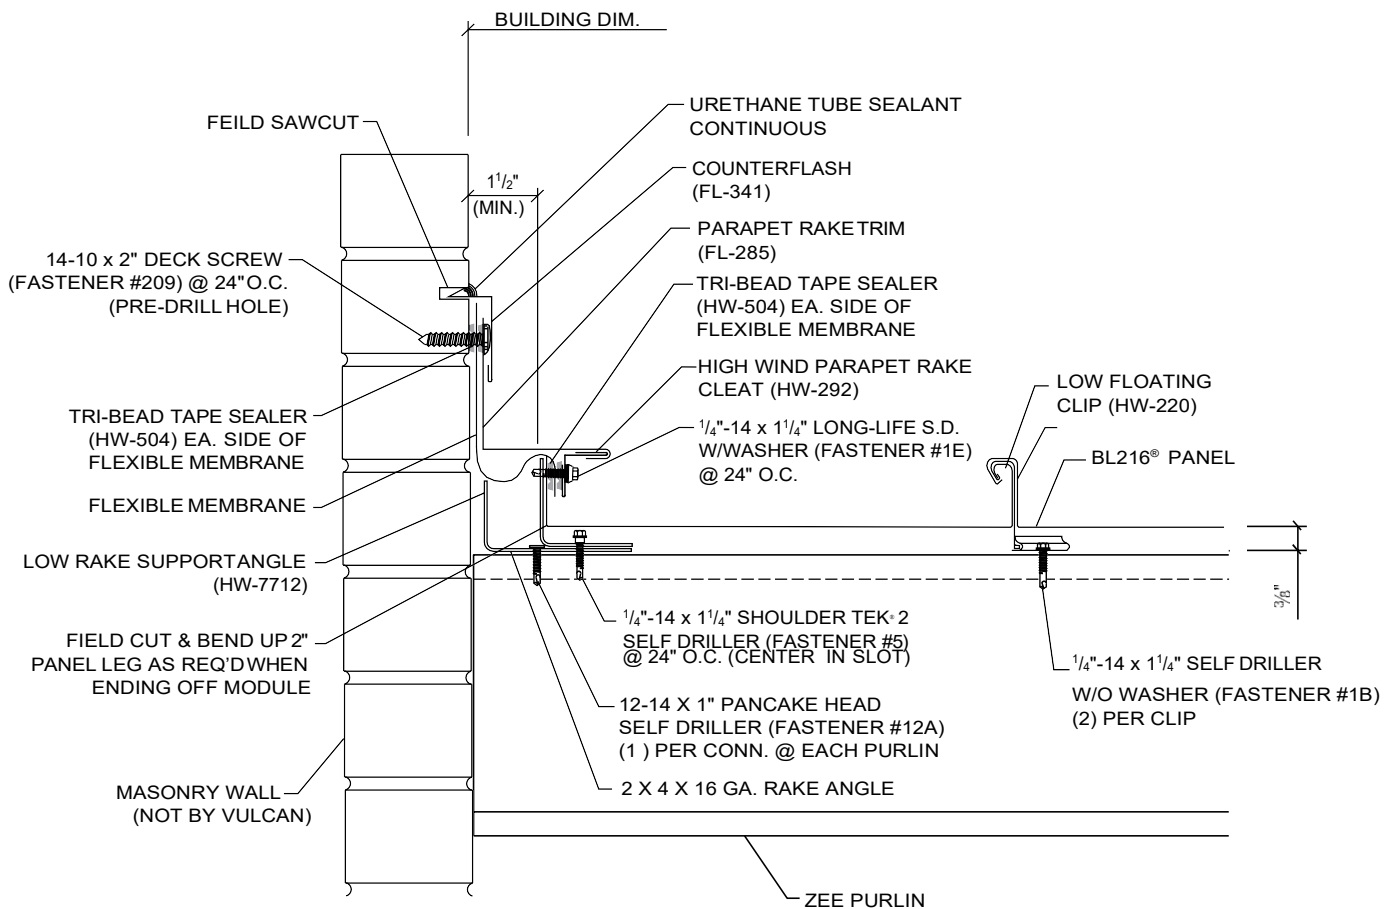 BUILDING DIM.
FEILD SAWCUT
URETHANE TUBE SEALANT
CONTINUOUS
1 1/2"
(MIN.)
COUNTERFLASH
(FL-341)
PARAPET RAKE TRIM
(FL-285)
14-10 x 2" DECK SCREW
(FASTENER #209) @ 24" O.C.
(PRE-DRILL HOLE)
TRI-BEAD TAPE SEALER
(HW-504) EA. SIDE OF
FLEXIBLE MEMBRANE
HIGH WIND PARAPET RAKE
CLEAT (HW-292)
LOW FLOATING
CLIP (HW-220)
TRI-BEAD TAPE SEALER
(HW-504) EA. SIDE OF
FLEXIBLE MEMBRANE
1/4"-14 x 1 1/4" LONG-LIFE S.D.
W/WASHER (FASTENER #1E)
@ 24" O.C.
BL216® PANEL
FLEXIBLE MEMBRANE
LOW RAKE SUPPORT ANGLE
(HW-7712)
3/8"
FIELD CUT & BEND UP 2"
PANEL LEG AS REQ'D WHEN
ENDING OFF MODULE
1/4"-14 x 1 1/4" SHOULDER TEK® 2
SELF DRILLER (FASTENER #5)
@ 24" O.C. (CENTER IN SLOT)
1/4"-14 x 1 1/4" SELF DRILLER
W/O WASHER (FASTENER #1B)
(2) PER CLIP
12-14 X 1" PANCAKE HEAD
SELF DRILLER (FASTENER #12A)
(1 ) PER CONN. @ EACH PURLIN
2 X 4 X 16 GA. RAKE ANGLE
MASONRY WALL
(NOT BY VULCAN)
ZEE PURLIN